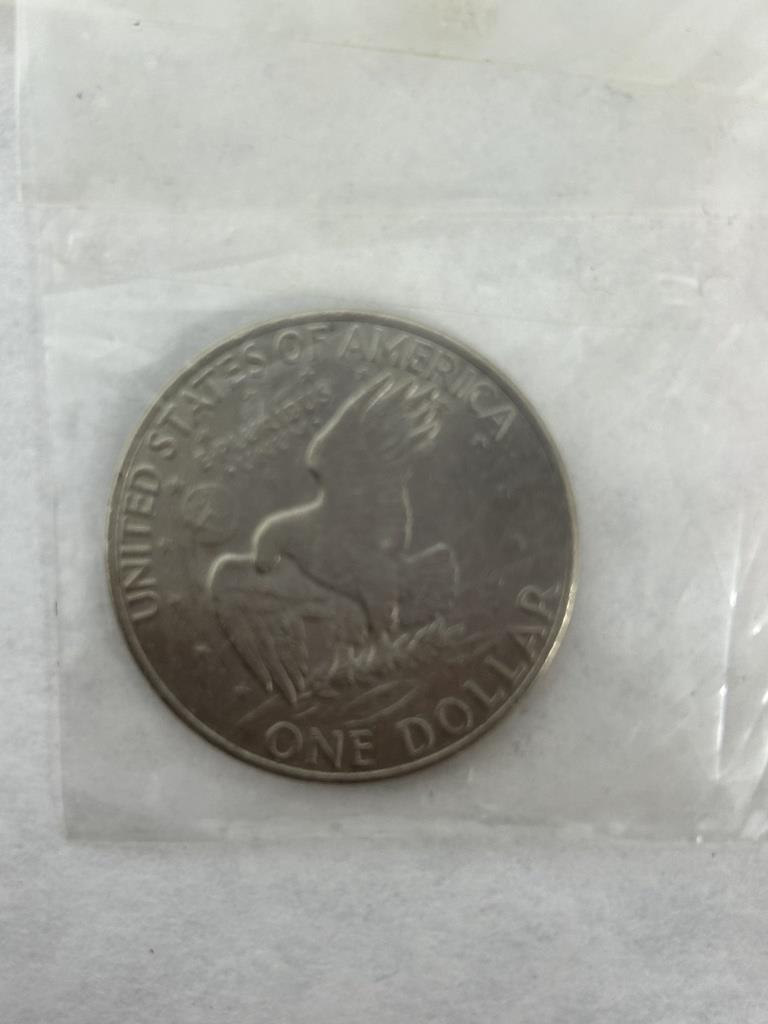 UNITED STATES OF AMERICA
E PLURIBUS
UNUM
ONE DOLLAR